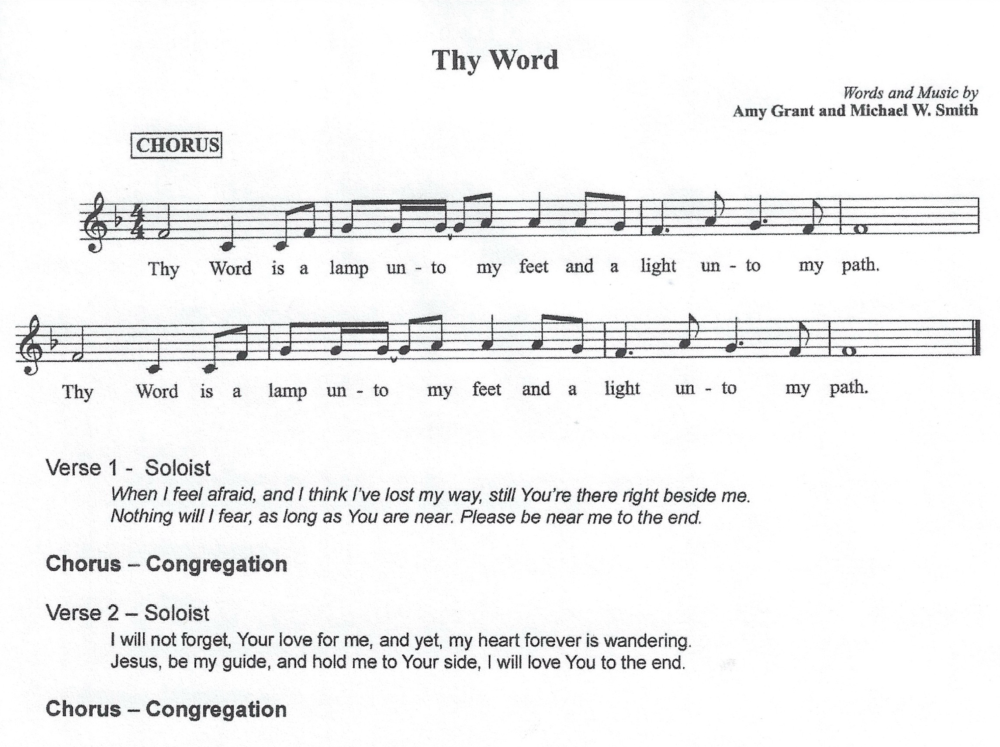 Thy Word
Words and Music by
Amy Grant and Michael W. Smith
CHORUS
Thy Word is a lamp un - to my feet and a light un - to my path.
Thy Word is a lamp un - to my feet and a light un - to my path.
Verse 1 - Soloist
When I feel afraid, and I think I've lost my way, still You're there right beside me.
Nothing will I fear, as long as You are near. Please be near me to the end.
Chorus – Congregation
Verse 2 – Soloist
I will not forget, Your love for me, and yet, my heart forever is wandering.
Jesus, be my guide, and hold me to Your side, I will love You to the end.
Chorus – Congregation